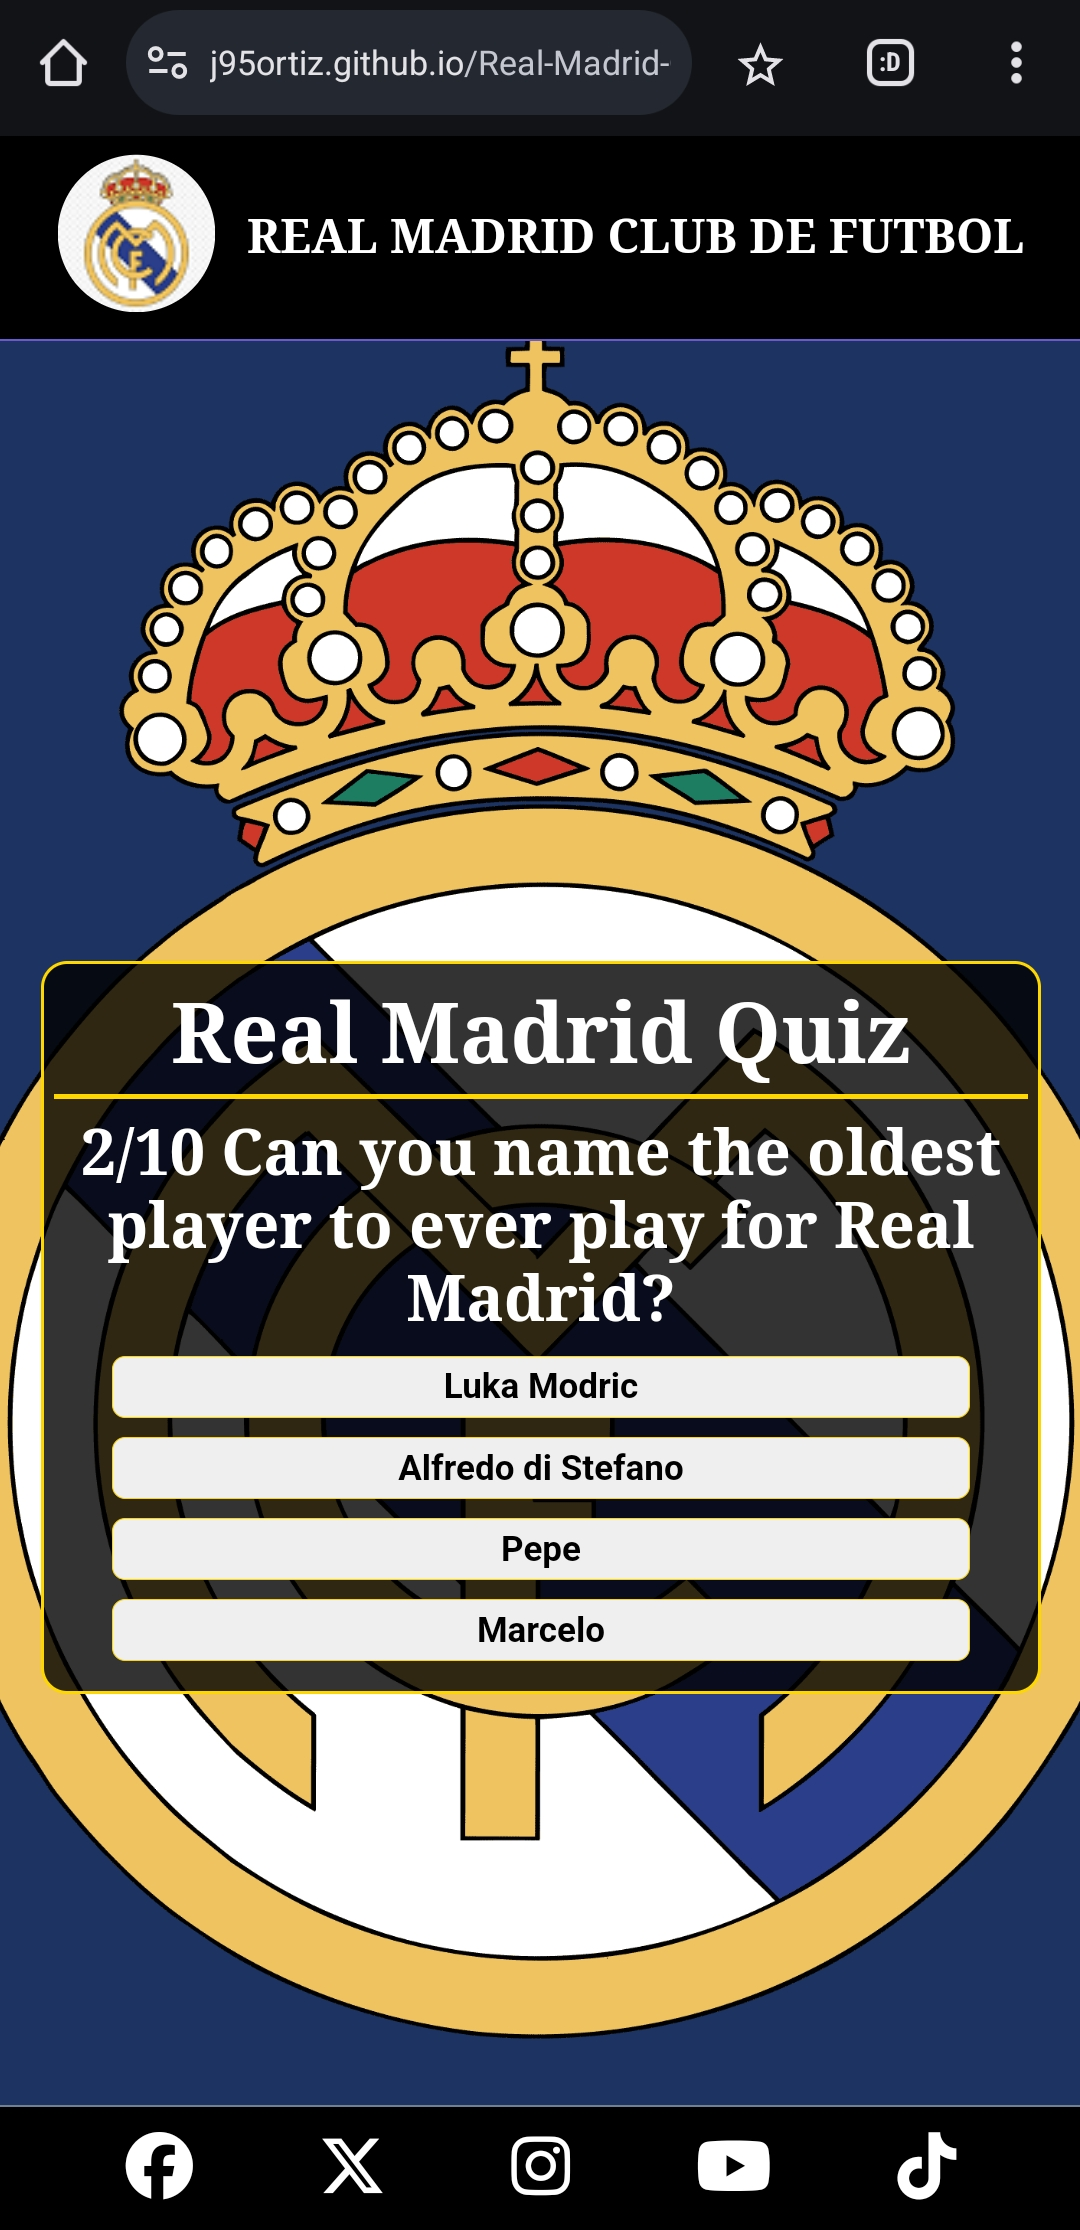 :D
j95ortiz.github.io/Real-Madrid-
REAL MADRID CLUB DE FUTBOL
Real Madrid Quiz
2/10 Can you name the oldest
player to ever play for Real
Madrid?
Luka Modric
Alfredo di Stefano
Pepe
Marcelo